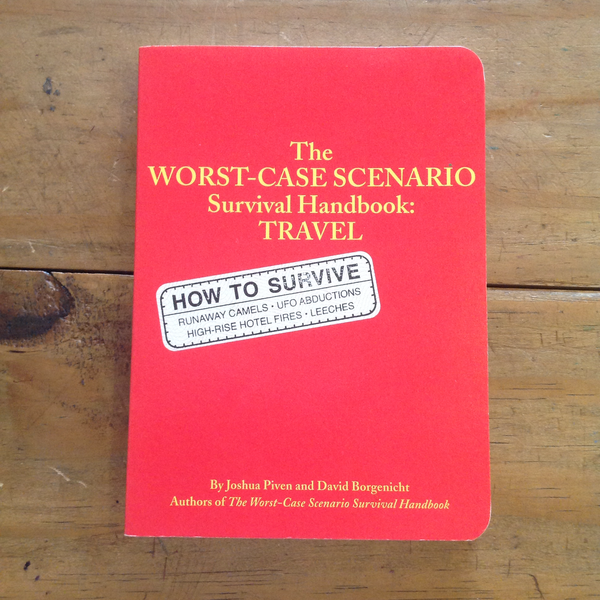 The
WORST-CASE SCENARIO
Survival Handbook:
TRAVEL
HOW TO SURVIVE
RUNAWAY CAMELS • UFO ABDUCTIONS
HIGH-RISE HOTEL FIRES • LEECHES
By Joshua Piven and David Borgenicht
Authors of The Worst-Case Scenario Survival Handbook